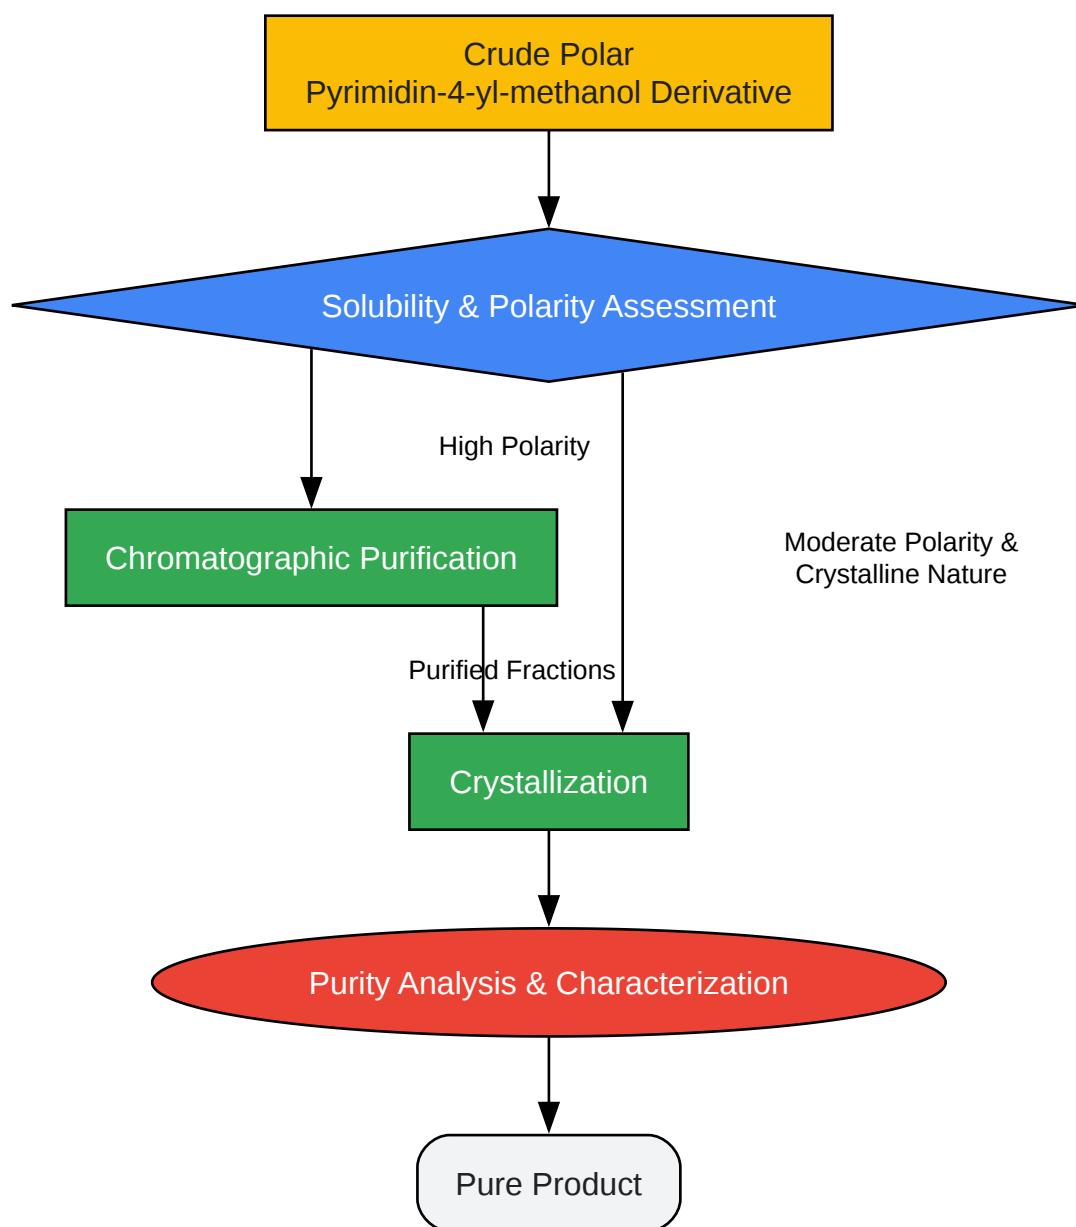 Crude Polar
Pyrimidin-4-yl-methanol Derivative
Solubility & Polarity Assessment
High Polarity
Chromatographic Purification
Moderate Polarity &
Crystalline Nature
Purified Fractions
Crystallization
Purity Analysis & Characterization
Pure Product